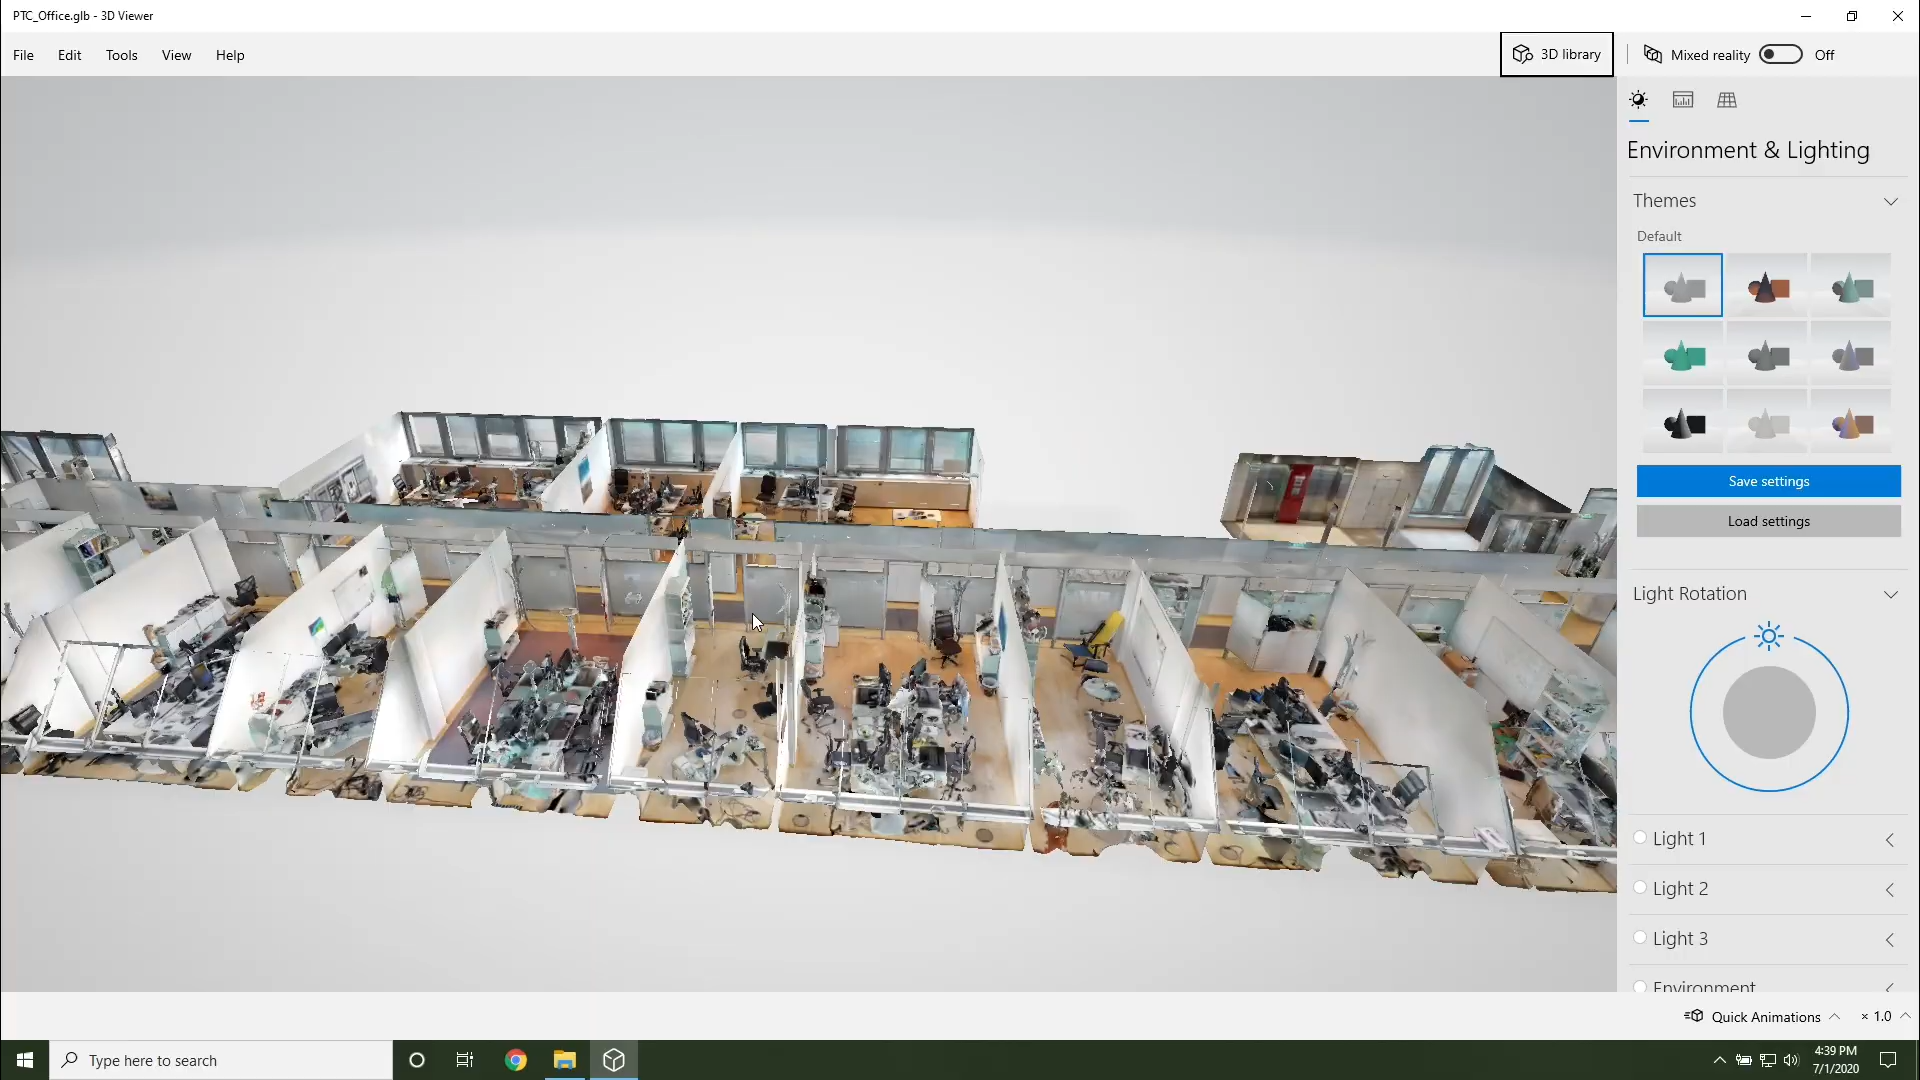 PTC_Office.glb - 3D Viewer
File Edit Tools View Help
3D library
Mixed reality Off
Environment & Lighting
Themes
Default
Save settings
Load settings
Light Rotation
Light 1
Light 2
Light 3
Environment
Quick Animations × 1.0
Type here to search
4:39 PM
7/1/2020